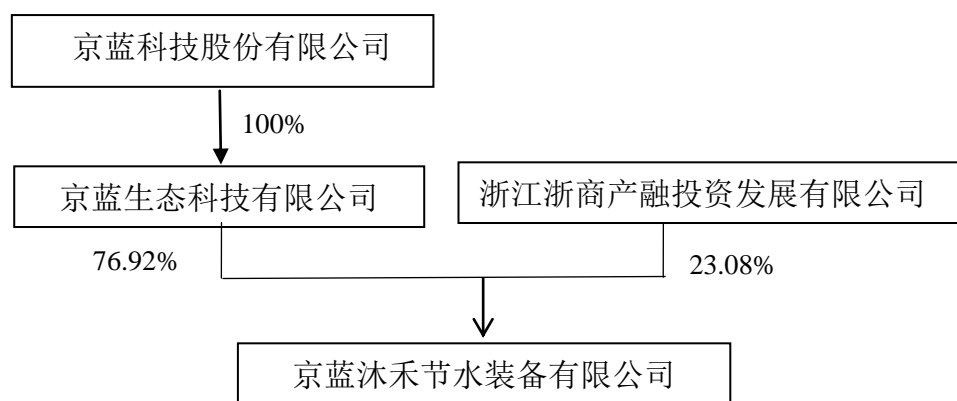 京蓝科技股份有限公司
100%
京蓝生态科技有限公司
浙江浙商产融投资发展有限公司
76.92%
23.08%
京蓝沐禾节水装备有限公司